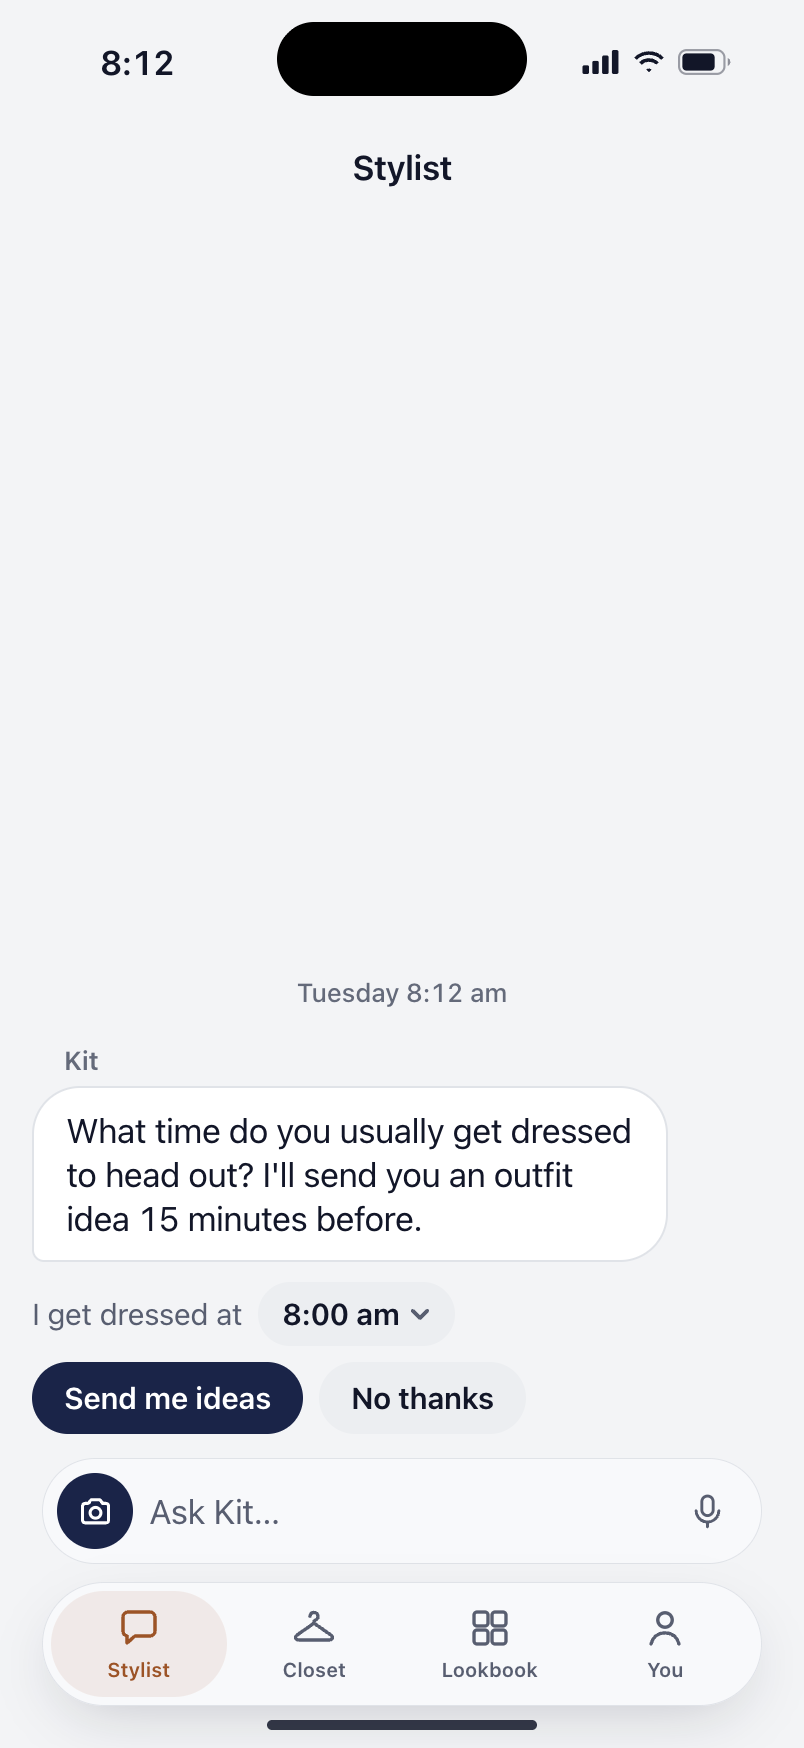 8:12
Stylist
Tuesday 8:12 am
Kit
What time do you usually get dressed
to head out? I'll send you an outfit
idea 15 minutes before.
I get dressed at 8:00 am
Send me ideas No thanks
Ask Kit...
Stylist Closet Lookbook You